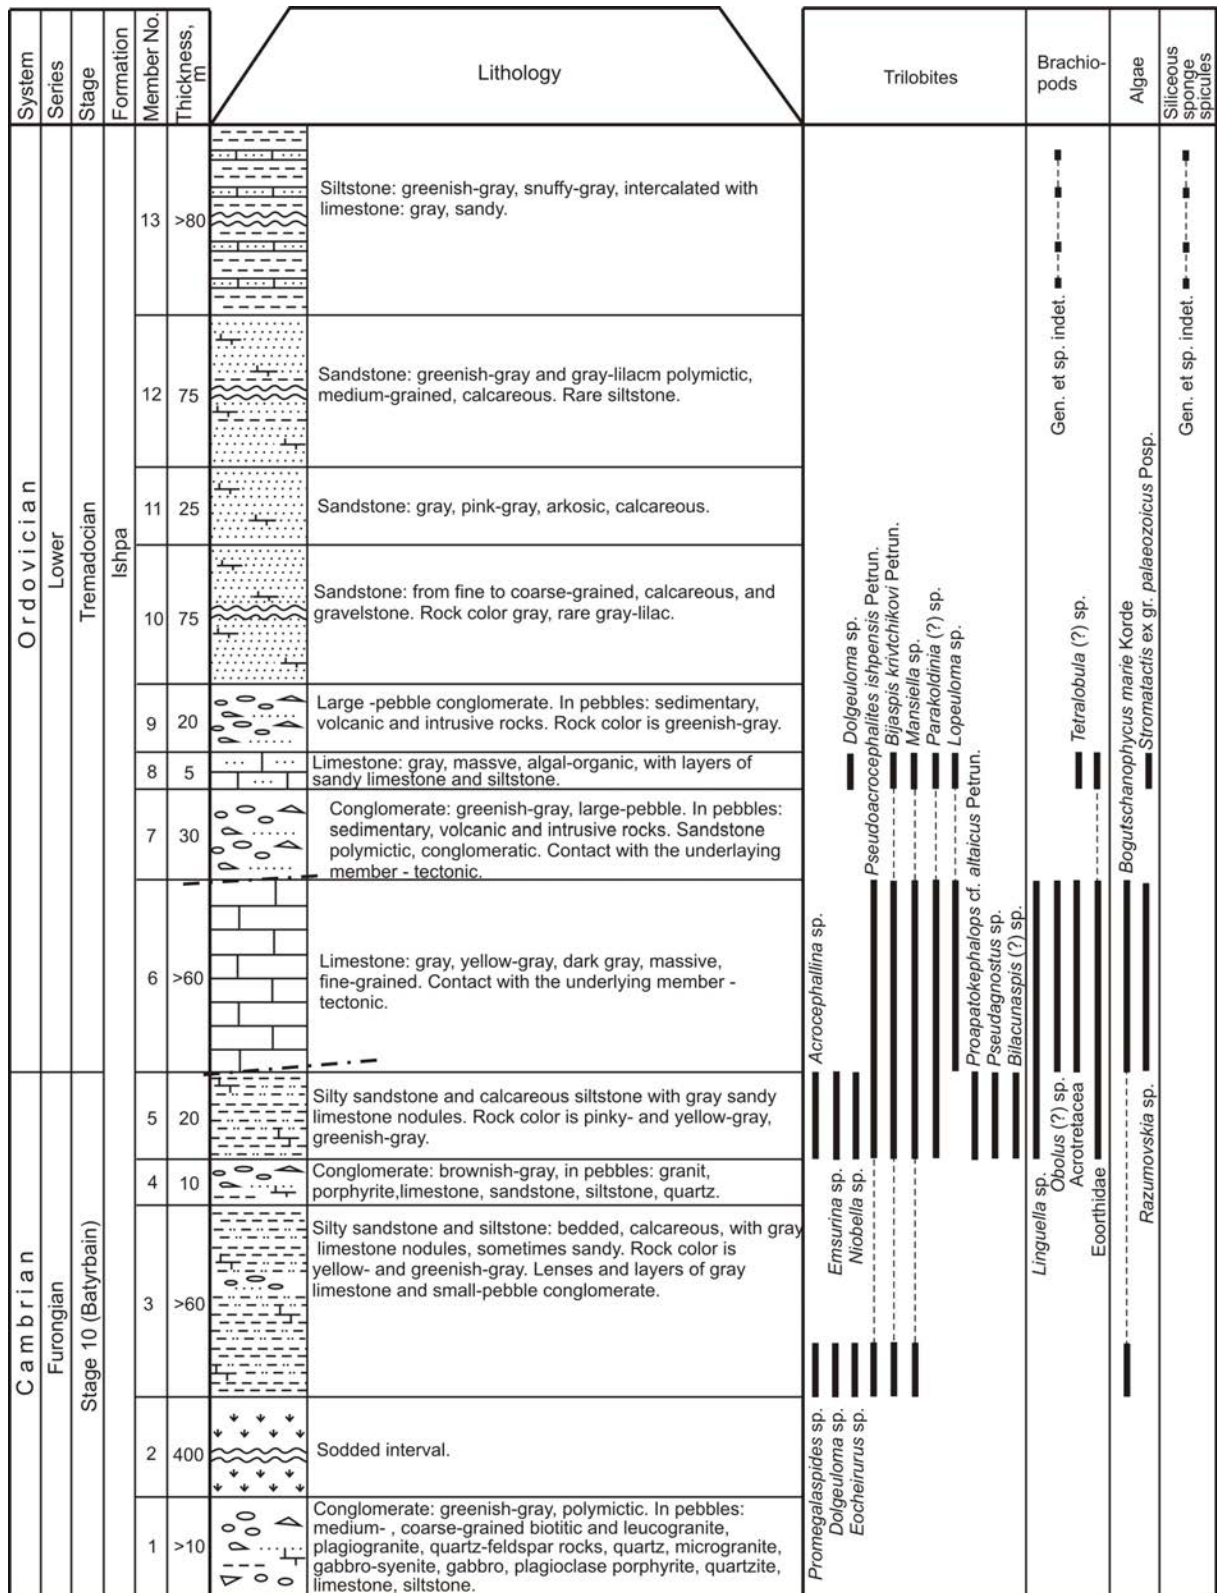 System
Series
Stage
Formation
Member No.
Thickness,
m
Lithology
Trilobites
Brachio-
pods
Algae
Siliceous
sponge
spicules
Ordovician
Lower
Tremadocian
Ishpa
Cambrian
Furongian
Stage 10 (Batyrbain)
13
>80
Siltstone: greenish-gray, snuffy-gray, intercalated with
limestone: gray, sandy.
12
75
Sandstone: greenish-gray and gray-lilacm polymictic,
medium-grained, calcareous. Rare siltstone.
11
25
Sandstone: gray, pink-gray, arkosic, calcareous.
10
75
Sandstone: from fine to coarse-grained, calcareous, and
gravelstone. Rock color gray, rare gray-lilac.
9
20
Large -pebble conglomerate. In pebbles: sedimentary,
volcanic and intrusive rocks. Rock color is greenish-gray.
8
5
Limestone: gray, massve, algal-organic, with layers of
sandy limestone and siltstone.
7
30
Conglomerate: greenish-gray, large-pebble. In pebbles:
sedimentary, volcanic and intrusive rocks. Sandstone
polymictic, conglomeratic. Contact with the underlaying
member - tectonic.
6
>60
Limestone: gray, yellow-gray, dark gray, massive,
fine-grained. Contact with the underlying member -
tectonic.
5
20
Silty sandstone and calcareous siltstone with gray sandy
limestone nodules. Rock color is pinky- and yellow-gray,
greenish-gray.
4
10
Conglomerate: brownish-gray, in pebbles: granit,
porphyrite,limestone, sandstone, siltstone, quartz.
3
>60
Silty sandstone and siltstone: bedded, calcareous, with gray
limestone nodules, sometimes sandy. Rock color is
yellow- and greenish-gray. Lenses and layers of gray
limestone and small-pebble conglomerate.
2
400
Sodded interval.
1
>10
Conglomerate: greenish-gray, polymictic. In pebbles:
medium- , coarse-grained biotitic and leucogranite,
plagiogranite, quartz-feldspar rocks, quartz, microgranite,
gabbro-syenite, gabbro, plagioclase porphyrite, quartzite,
limestone, siltstone.
Acrocephallina sp.
Dolgeuloma sp.
Pseudoacrocephalites ishpensis Petrun.
Bijaspis krivtchikovi Petrun.
Mansiella sp.
Parakoldinia (?) sp.
Lopeuloma sp.
Proapatokephalops cf. altaicus Petrun.
Pseudagnostus sp.
Bilacunaspis (?) sp.
Emsurina sp.
Niobella sp.
Promegalaspides sp.
Dolgeuloma sp.
Eocheirurus sp.
Gen. et sp. indet.
Tetralobula (?) sp.
Linguella sp.
Obolus (?) sp.
Acrotretacea
Eoorthidae
Bogutschanophycus marie Korde
Stromatactis ex gr. palaeozoicus Posp.
Razumovskia sp.
Gen. et sp. indet.